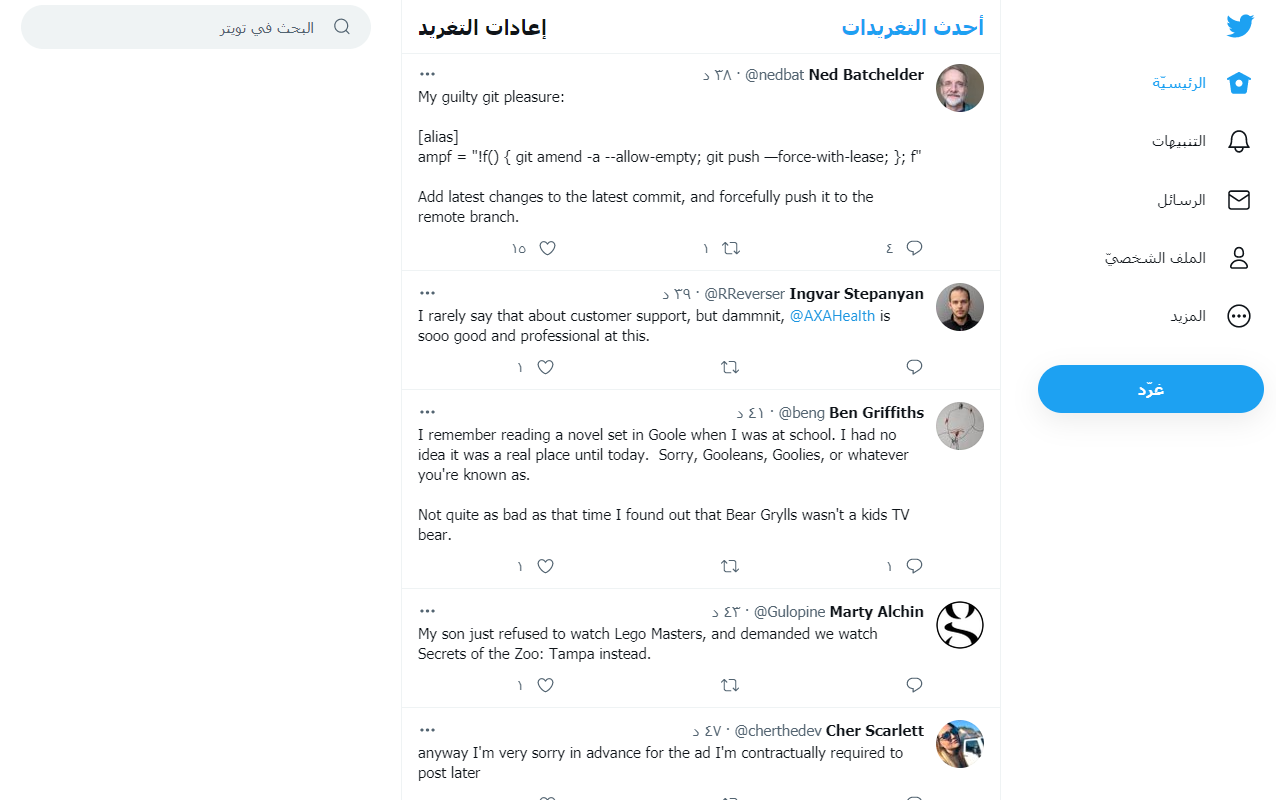 الرئيسيّة
التنبيهات
الرسائل
الملف الشخصيّ
المزيد
غرّد
أحدث التغريدات
إعادات التغريد
البحث في تويتر
Ned Batchelder @nedbat · ٣٨ د
My guilty git pleasure:
[alias]
ampf = "!f() { git amend -a --allow-empty; git push —force-with-lease; }; f"
Add latest changes to the latest commit, and forcefully push it to the
remote branch.
٤ ١ ١٥
Ingvar Stepanyan @RReverser · ٣٩ د
I rarely say that about customer support, but dammnit, @AXAHealth is
sooo good and professional at this.
١
Ben Griffiths @beng · ٤١ د
I remember reading a novel set in Goole when I was at school. I had no
idea it was a real place until today.  Sorry, Gooleans, Goolies, or whatever
you're known as.
Not quite as bad as that time I found out that Bear Grylls wasn't a kids TV
bear.
١ ١
Marty Alchin @Gulopine · ٤٣ د
My son just refused to watch Lego Masters, and demanded we watch
Secrets of the Zoo: Tampa instead.
١
Cher Scarlett @cherthedev · ٤٧ د
anyway I'm very sorry in advance for the ad I'm contractually required to
post later